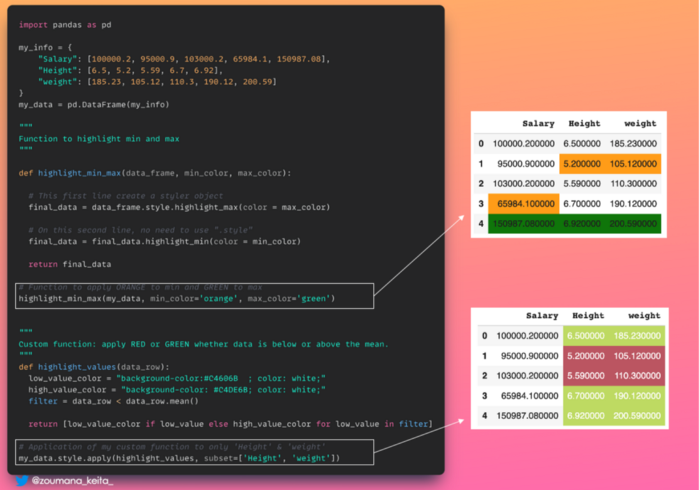 import pandas as pd
my_info = {
"Salary": [100000.2, 95000.9, 103000.2, 65984.1, 150987.08],
"Height": [6.5, 5.2, 5.59, 6.7, 6.92],
"weight": [185.23, 105.12, 110.3, 190.12, 200.59]
}
my_data = pd.DataFrame(my_info)
"""
Function to highlight min and max
"""
def highlight_min_max(data_frame, min_color, max_color):
# This first line create a styler object
final_data = data_frame.style.highlight_max(color = max_color)
# On this second line, no need to use ".style"
final_data = final_data.highlight_min(color = min_color)
return final_data
# Function to apply ORANGE to min and GREEN to max
highlight_min_max(my_data, min_color='orange', max_color='green')
"""
Custom function: apply RED or GREEN whether data is below or above the mean.
"""
def highlight_values(data_row):
low_value_color = "background-color:#C4606B ; color: white;"
high_value_color = "background-color: #C4DE6B; color: white;"
filter = data_row < data_row.mean()
return [low_value_color if low_value else high_value_color for low_value in filter]
# Application of my custom function to only 'Height' & 'weight'
my_data.style.apply(highlight_values, subset=['Height', 'weight'])
@zoumana_keita_
Salary Height weight
0 100000.200000 6.500000 185.230000
1 95000.900000 5.200000 105.120000
2 103000.200000 5.590000 110.300000
3 65984.100000 6.700000 190.120000
4 150987.080000 6.920000 200.590000
Salary Height weight
0 100000.200000 6.500000 185.230000
1 95000.900000 5.200000 105.120000
2 103000.200000 5.590000 110.300000
3 65984.100000 6.700000 190.120000
4 150987.080000 6.920000 200.590000